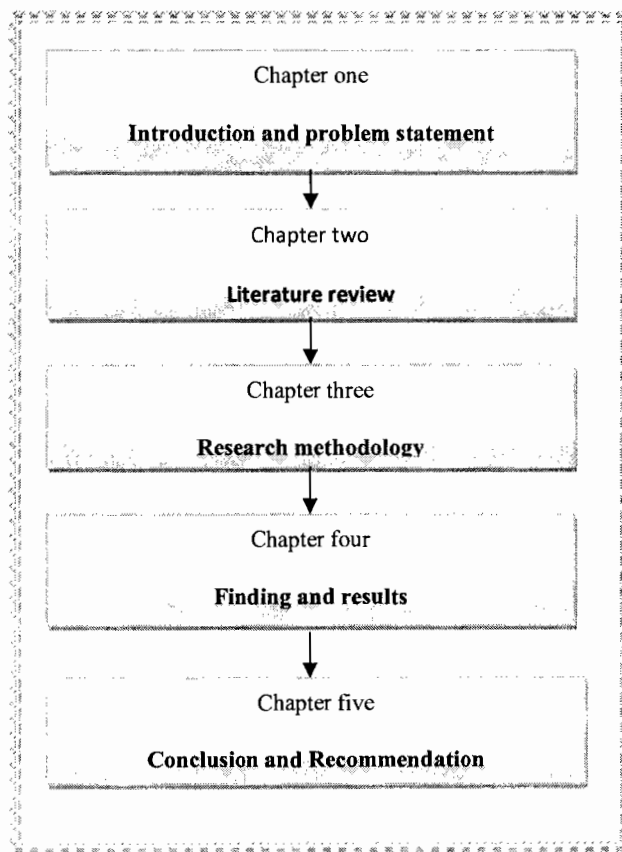 Chapter one
Introduction and problem statement
Chapter two
Literature review
Chapter three
Research methodology
Chapter four
Finding and results
Chapter five
Conclusion and Recommendation